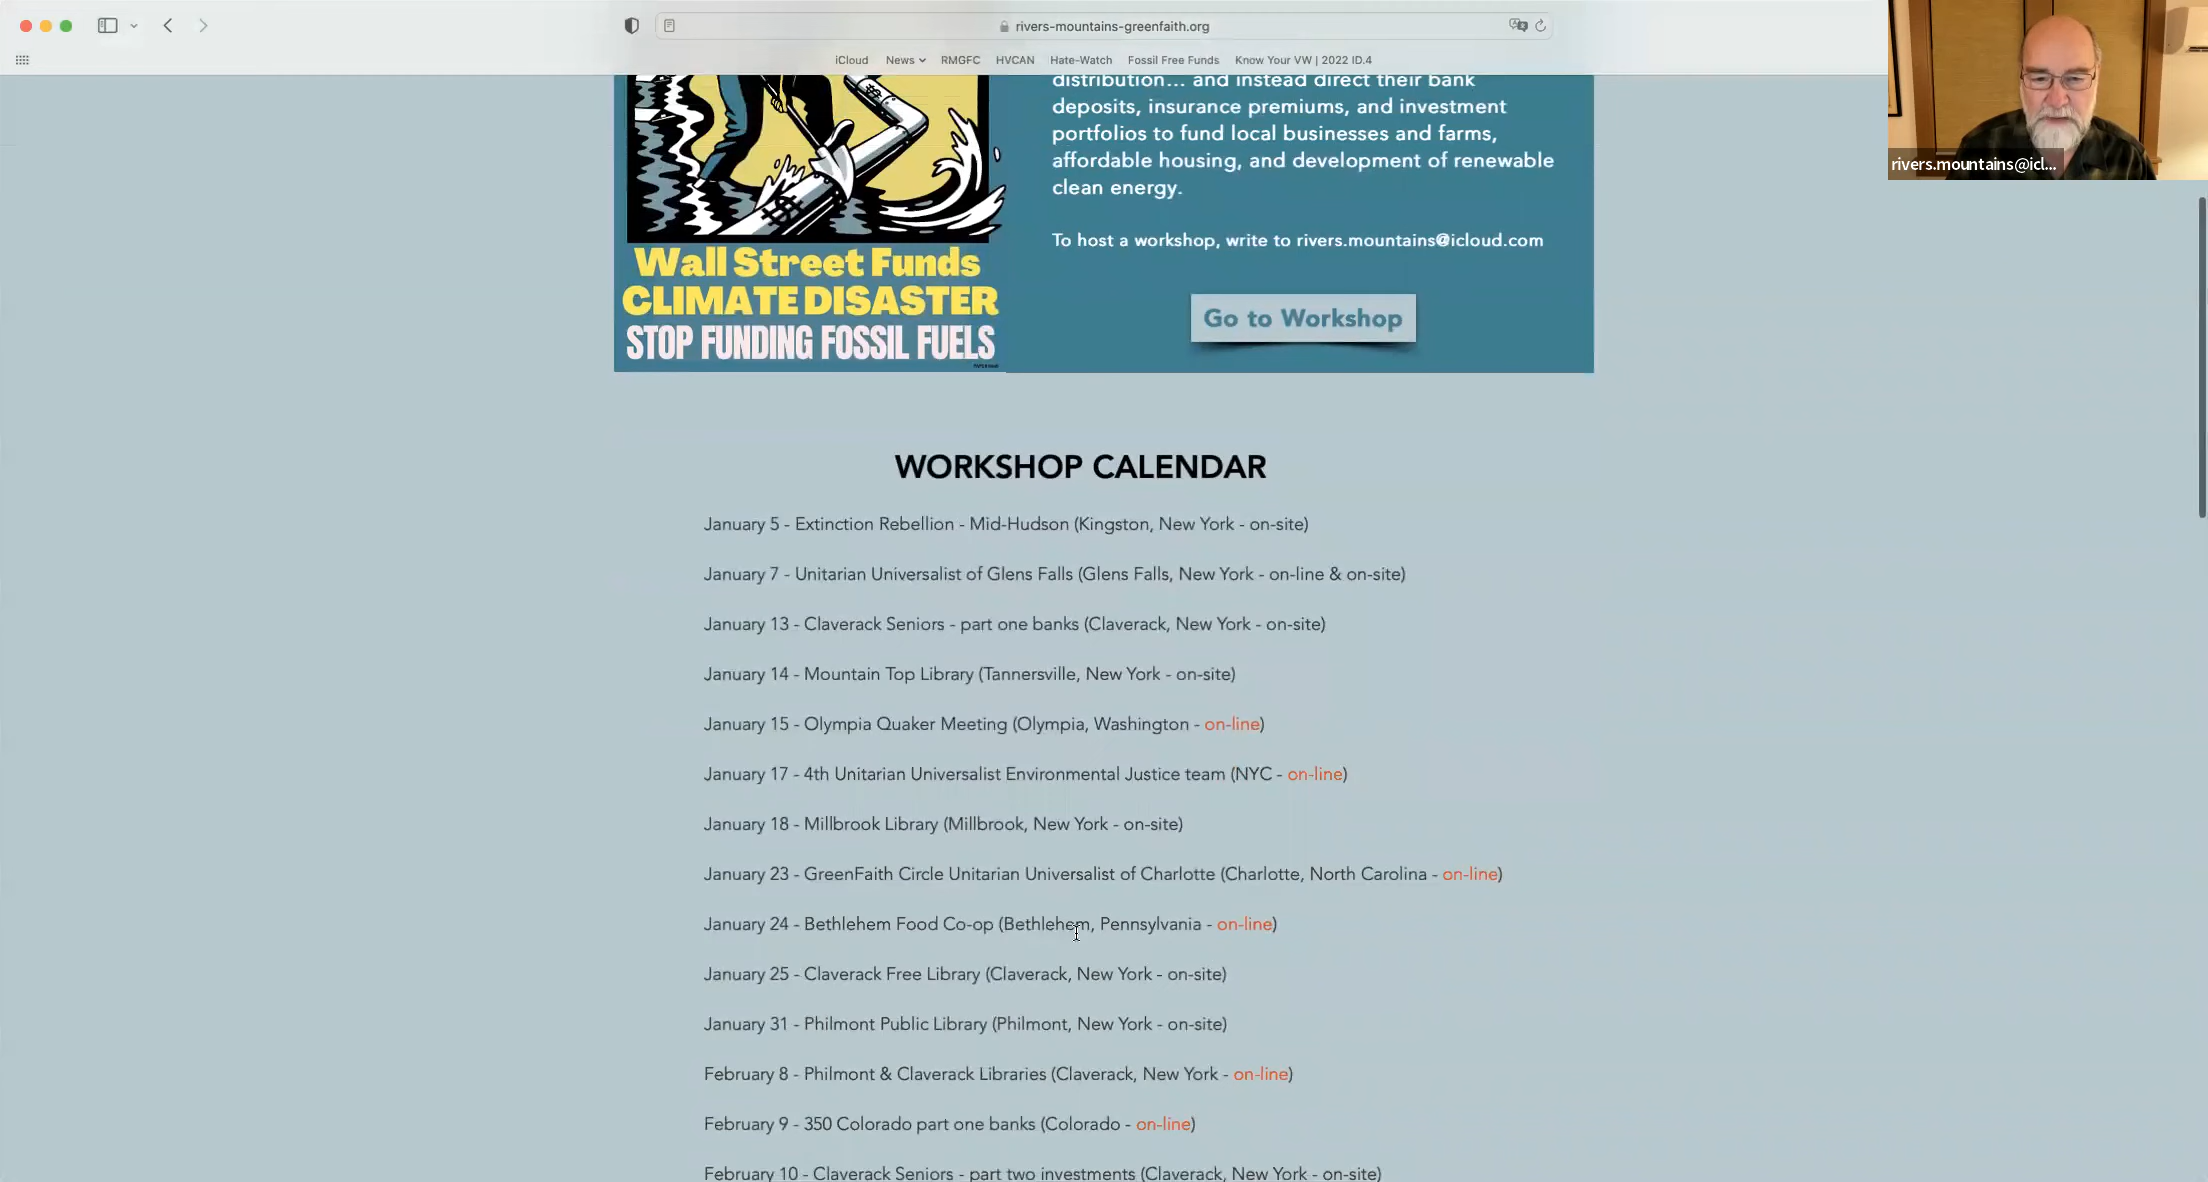 rivers-mountains-greenfaith.org
iCloud News RMGFC HVCAN Hate-Watch Fossil Free Funds Know Your VW | 2022 ID.4
rivers.mountains@icl...
distribution... and instead direct their bank
deposits, insurance premiums, and investment
portfolios to fund local businesses and farms,
affordable housing, and development of renewable
clean energy.
To host a workshop, write to rivers.mountains@icloud.com
Go to Workshop
$
$
Wall Street Funds
CLIMATE DISASTER
STOP FUNDING FOSSIL FUELS
WORKSHOP CALENDAR
January 5 - Extinction Rebellion - Mid-Hudson (Kingston, New York - on-site)
January 7 - Unitarian Universalist of Glens Falls (Glens Falls, New York - on-line & on-site)
January 13 - Claverack Seniors - part one banks (Claverack, New York - on-site)
January 14 - Mountain Top Library (Tannersville, New York - on-site)
January 15 - Olympia Quaker Meeting (Olympia, Washington - on-line)
January 17 - 4th Unitarian Universalist Environmental Justice team (NYC - on-line)
January 18 - Millbrook Library (Millbrook, New York - on-site)
January 23 - GreenFaith Circle Unitarian Universalist of Charlotte (Charlotte, North Carolina - on-line)
January 24 - Bethlehem Food Co-op (Bethlehem, Pennsylvania - on-line)
January 25 - Claverack Free Library (Claverack, New York - on-site)
January 31 - Philmont Public Library (Philmont, New York - on-site)
February 8 - Philmont & Claverack Libraries (Claverack, New York - on-line)
February 9 - 350 Colorado part one banks (Colorado - on-line)
February 10 - Claverack Seniors - part two investments (Claverack, New York - on-site)